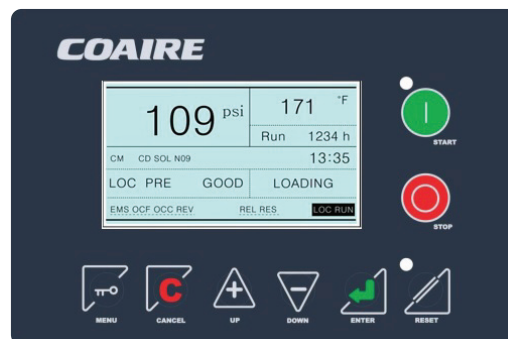 COAIRE
109 psi
171 °F
Run 1234 h
CM CD SOL N09 13:35
LOC PRE GOOD LOADING
EMS OCF OCC REV REL RES LOC RUN
START
STOP
C
MENU CANCEL UP DOWN ENTER RESET